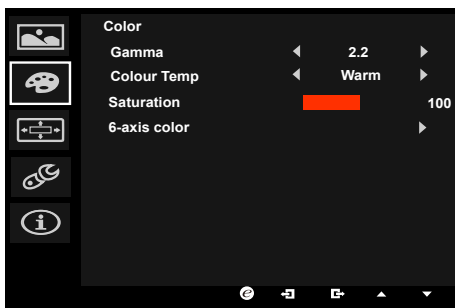 Color
Gamma 2.2
Colour Temp Warm
Saturation 100
6-axis color